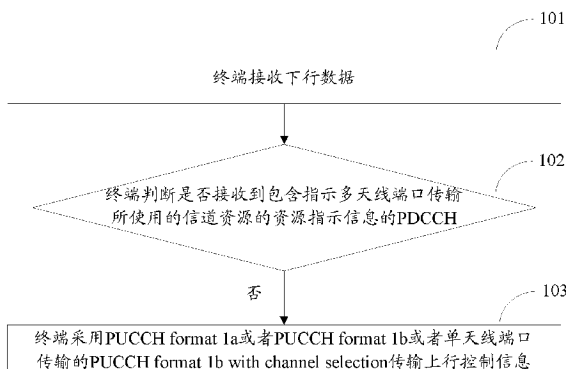 101
终端接收下行数据
102
终端判断是否接收到包含指示多天线端口传输
所使用的信道资源的资源指示信息的PDCCH
否
103
终端采用PUCCH format 1a或者PUCCH format 1b或者单天线端口
传输的PUCCH format 1b with channel selection传输上行控制信息